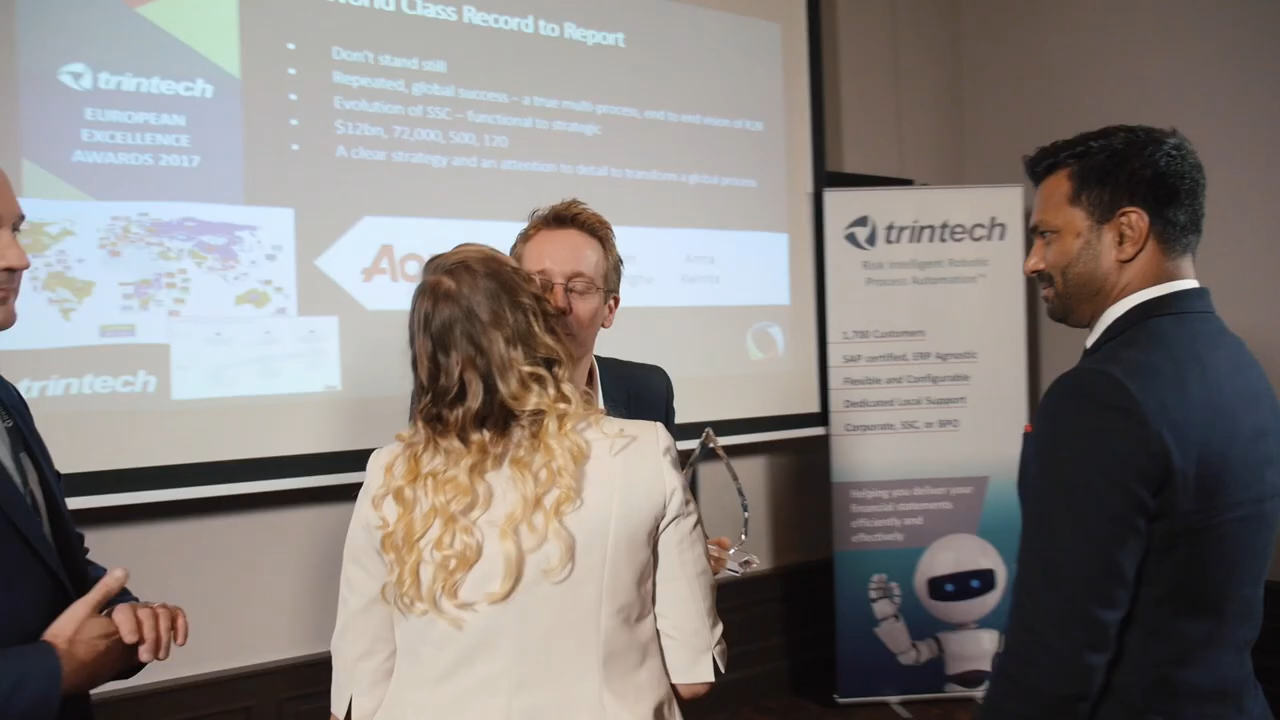 World Class Record to Report
trintech
EUROPEAN
EXCELLENCE
AWARDS 2017
Don't stand still
Repeated, global success – a true multi-process, end to end vision of R2R
Evolution of SSC – functional to strategic
$12bn, 72,000, 500, 120
A clear strategy and an attention to detail to transform a global process
Ao
Anna
trintech
trintech
Risk Intelligent Robotic
Process Automation™
1,700 Customers
SAP certified, ERP Agnostic
Flexible and Configurable
Dedicated Local Support
Corporate, SSC, or BPO
Helping you deliver your
financial statements
efficiently and
effectively